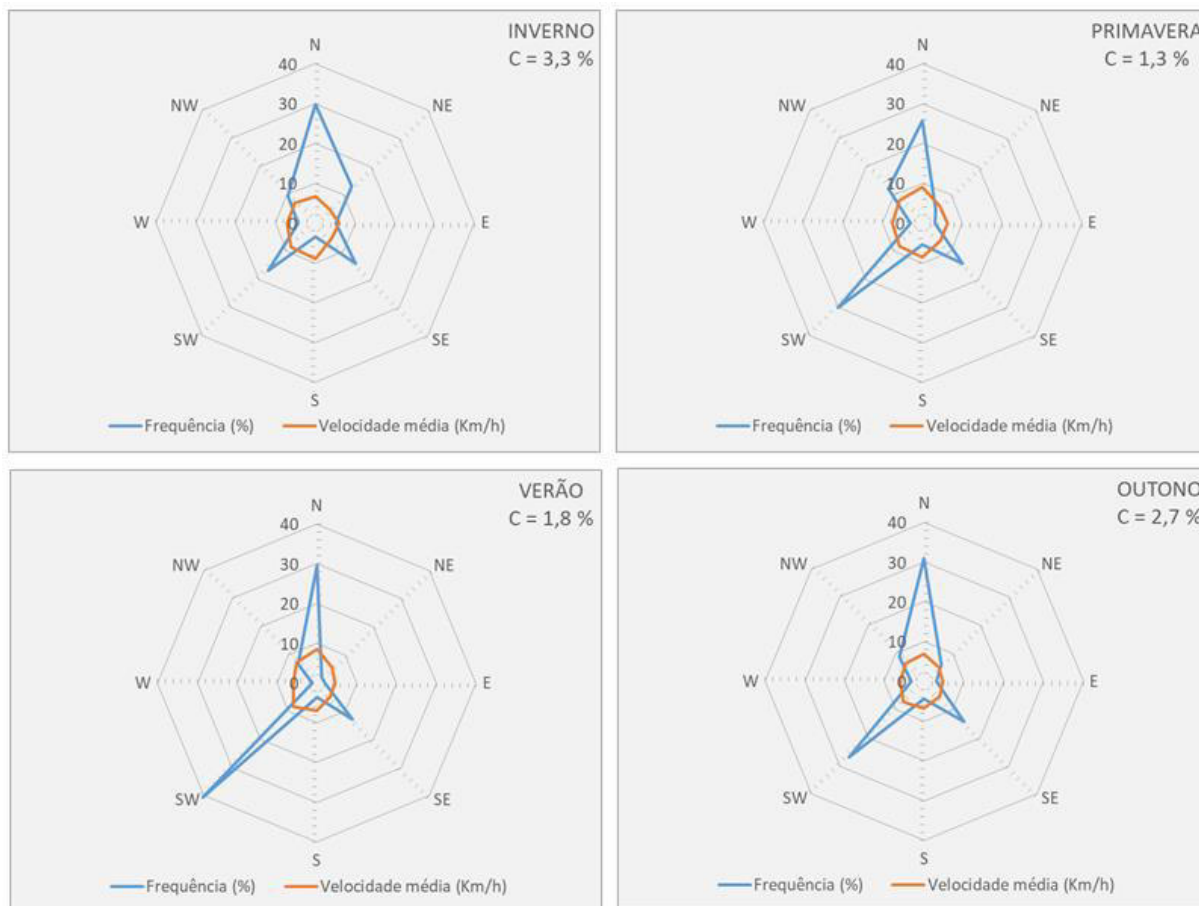 INVERNO
C = 3,3 %
N
NE
E
SE
S
SW
W
NW
40
30
20
10
0
Frequência (%)
Velocidade média (Km/h)
PRIMAVERA
C = 1,3 %
N
NE
E
SE
S
SW
W
NW
40
30
20
10
0
Frequência (%)
Velocidade média (Km/h)
VERÃO
C = 1,8 %
N
NE
E
SE
S
SW
W
NW
40
30
20
10
0
Frequência (%)
Velocidade média (Km/h)
OUTONO
C = 2,7 %
N
NE
E
SE
S
SW
W
NW
40
30
20
10
0
Frequência (%)
Velocidade média (Km/h)